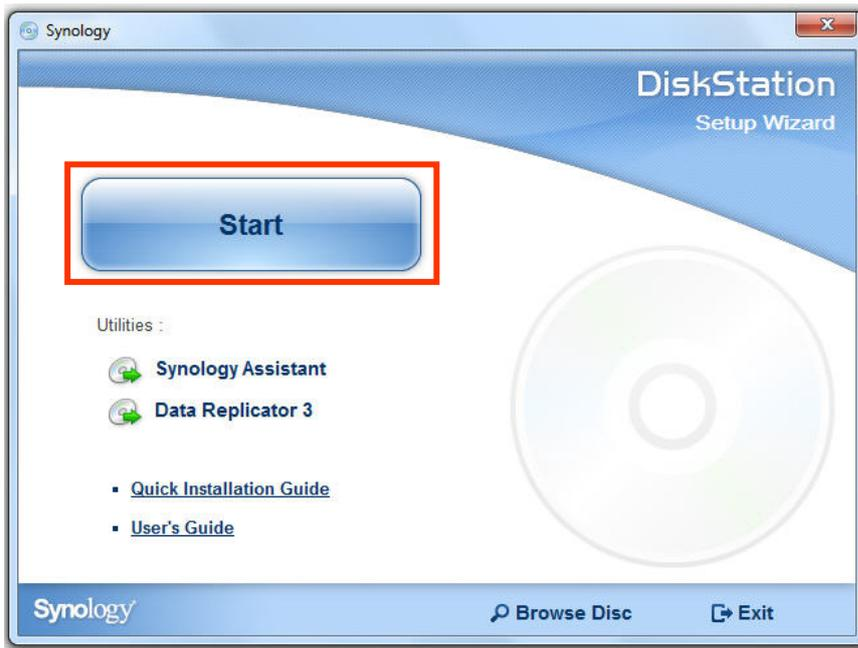 Synology
DiskStation
Setup Wizard
Start
Utilities :
Synology Assistant
Data Replicator 3
Quick Installation Guide
User's Guide
Synology
Browse Disc
Exit